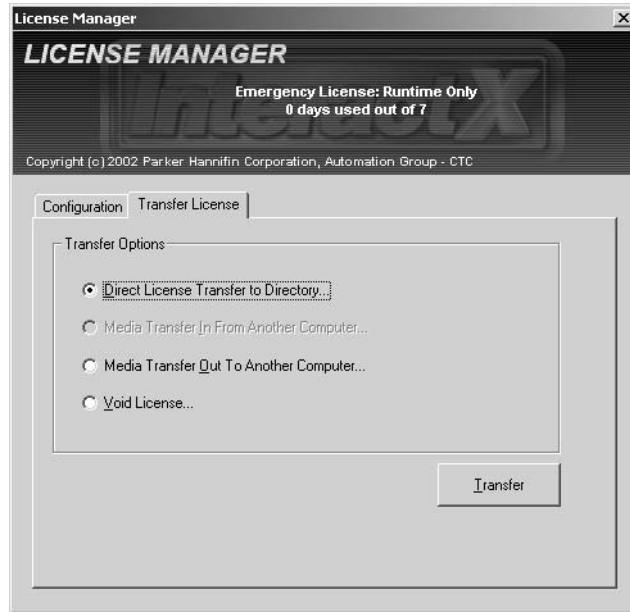 License Manager
LICENSE MANAGER
InteractX
Emergency License: Runtime Only
0 days used out of 7
Copyright (c) 2002 Parker Hannifin Corporation, Automation Group - CTC
Configuration
Transfer License
Transfer Options
Direct License Transfer to Directory...
Media Transfer In From Another Computer...
Media Transfer Out To Another Computer...
Void License...
Transfer